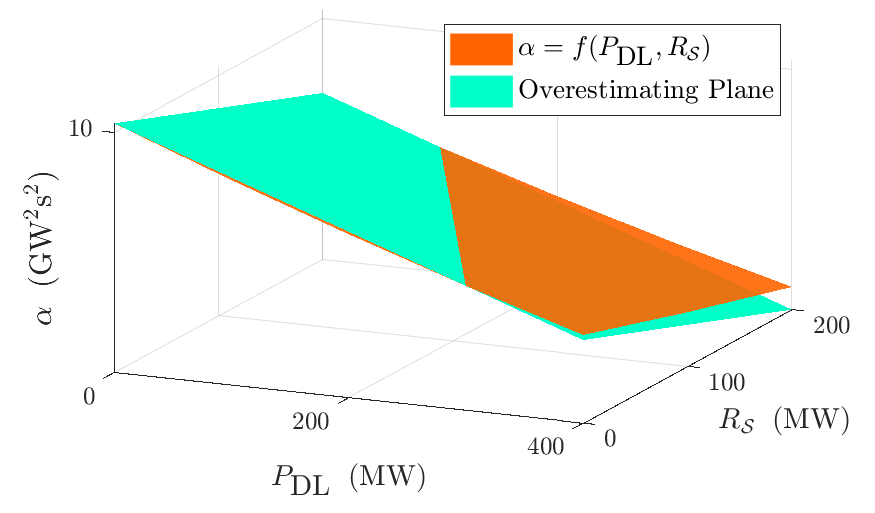 α = f(P_DL, R_𝒮)
Overestimating Plane
10
α (GW²s²)
0
200
400
P_DL (MW)
0
100
200
R_𝒮 (MW)